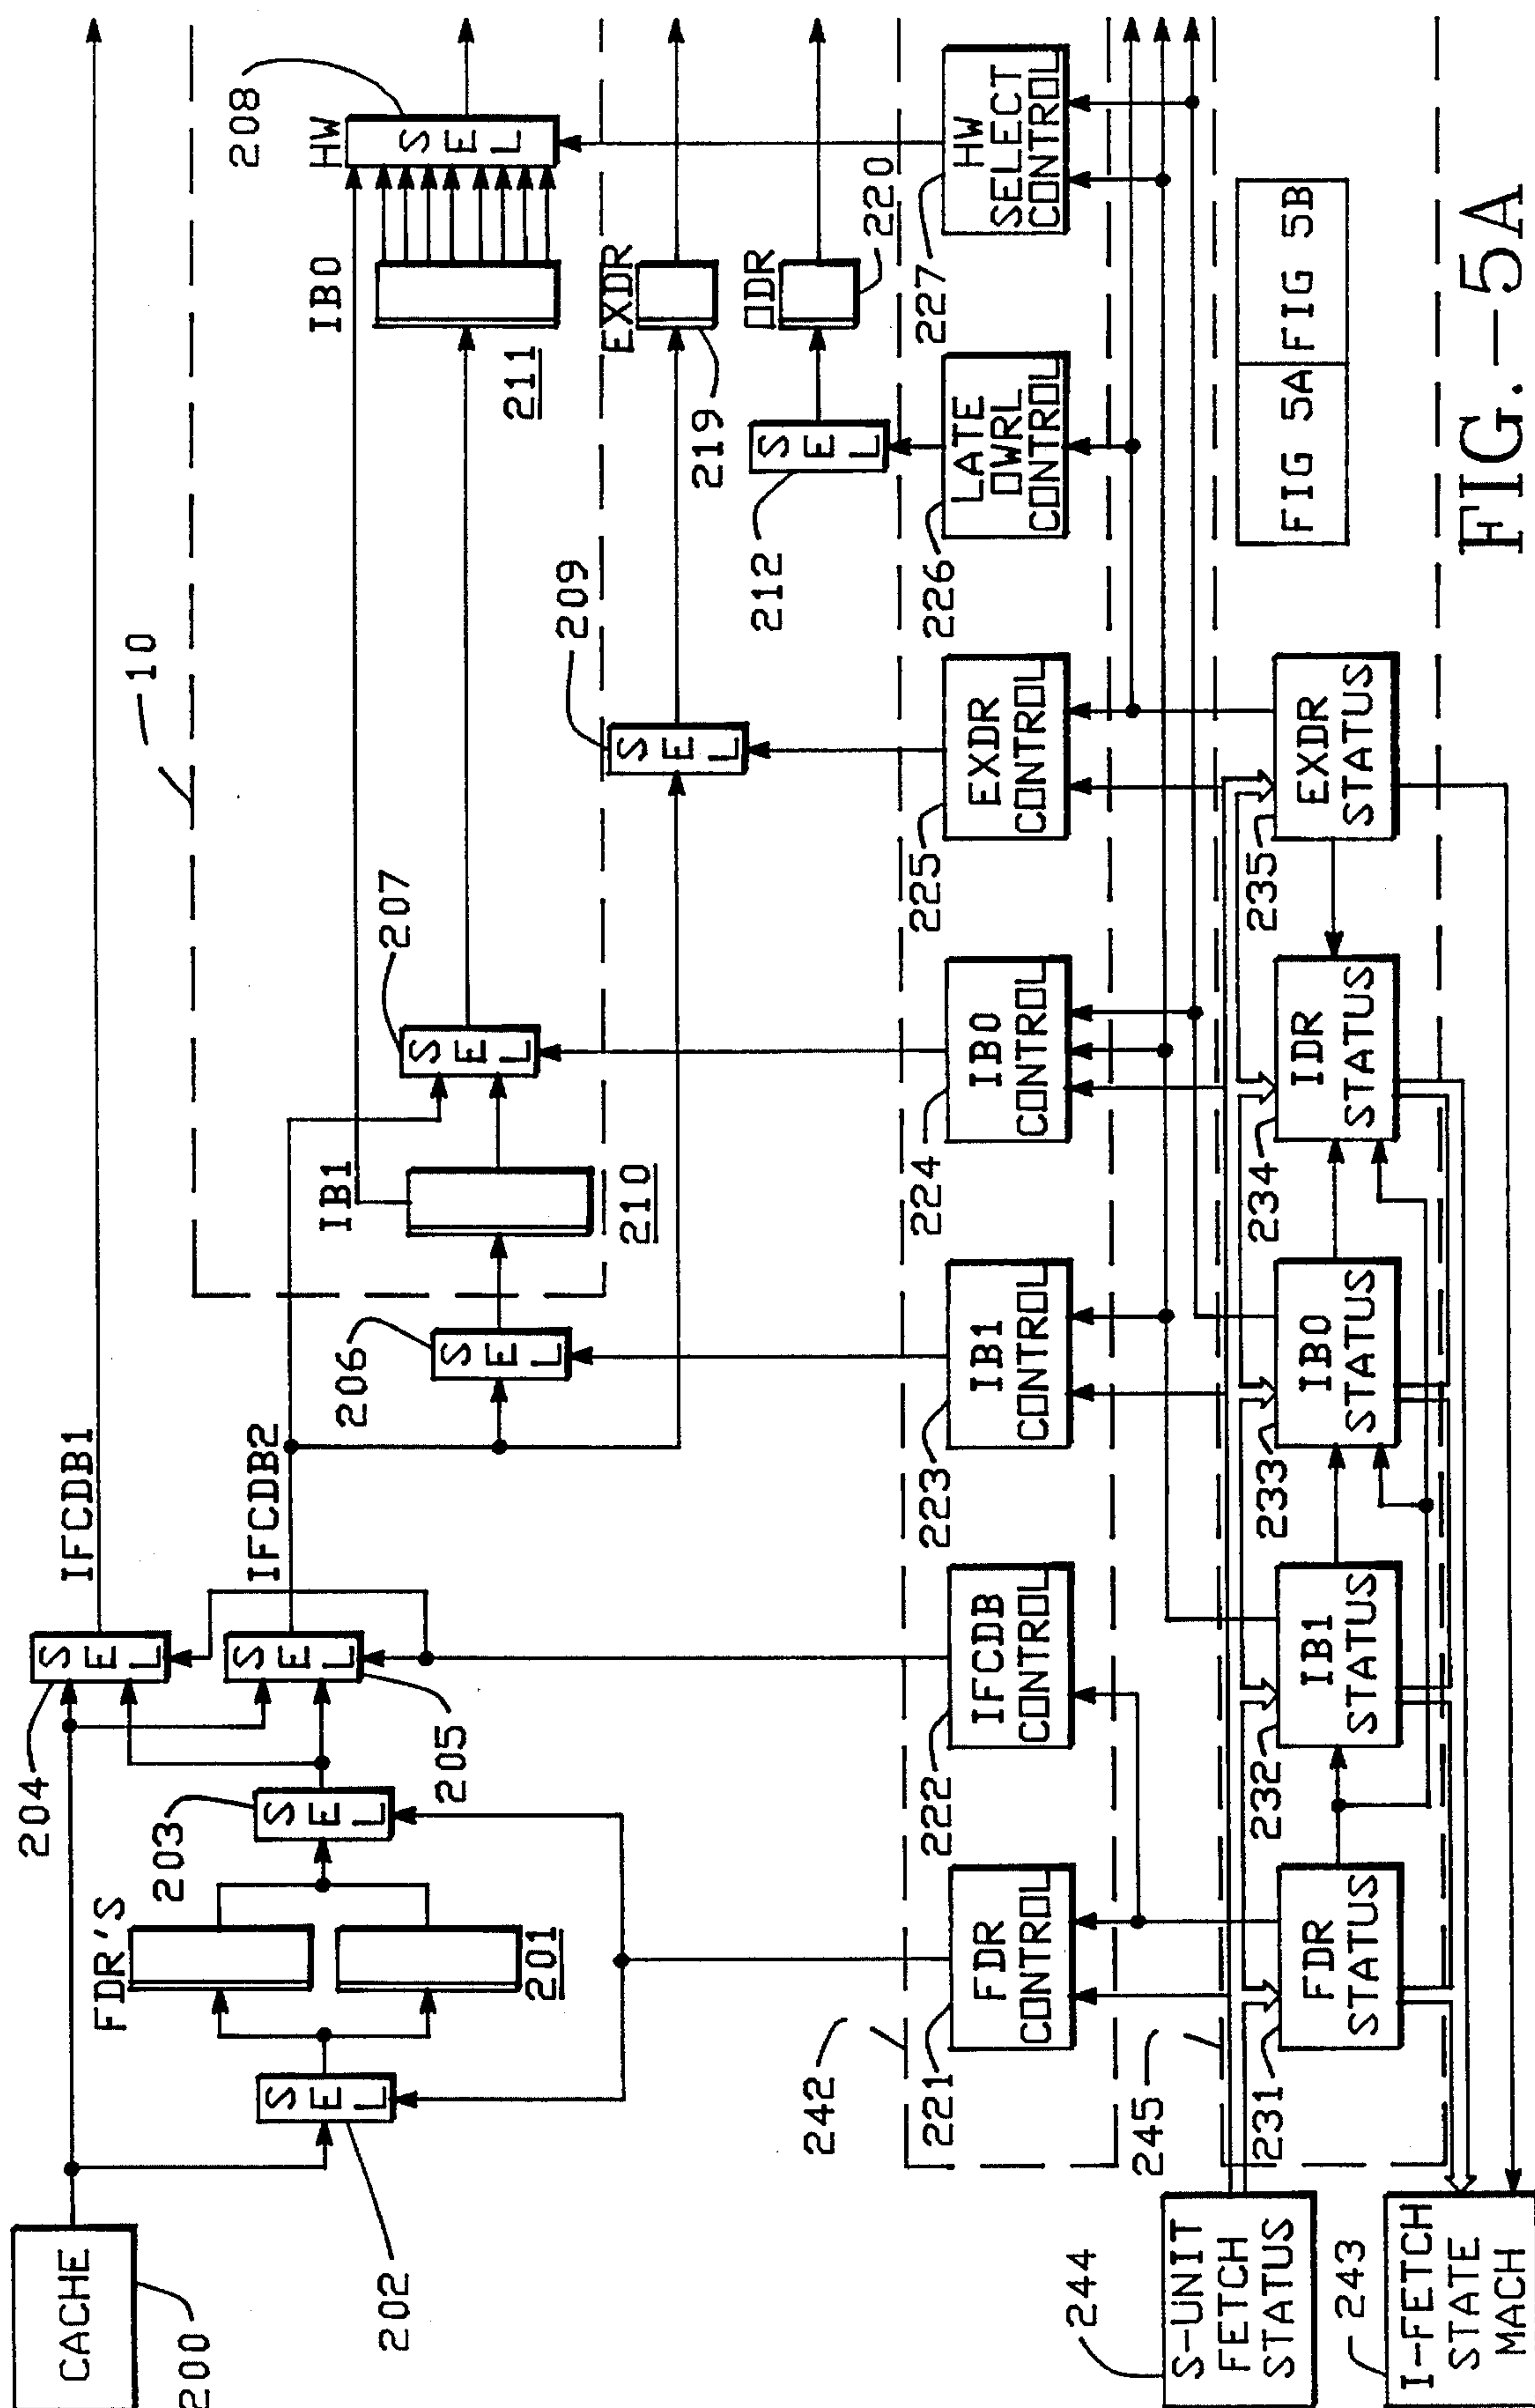 CACHE
200
202
FDR'S
201
SEL
SEL
203
204
SEL
SEL
205
IFCDB1
IFCDB2
206
SEL
IB1
210
207
SEL
10
209
SEL
IB0
211
208
HW
SEL
EXDR
219
ODR
220
212
SEL
242
221
FDR
CONTROL
222
IFCDB
CONTROL
223
IB1
CONTROL
224
IB0
CONTROL
225
EXDR
CONTROL
226
LATE
OWRL
CONTROL
227
HW
SELECT
CONTROL
245
244
S-UNIT
FETCH
STATUS
243
I-FETCH
STATE
MACH
231
FDR
STATUS
232
IB1
STATUS
233
IB0
STATUS
234
IDR
STATUS
235
EXDR
STATUS
FIG 5A
FIG 5B
FIG.-5A